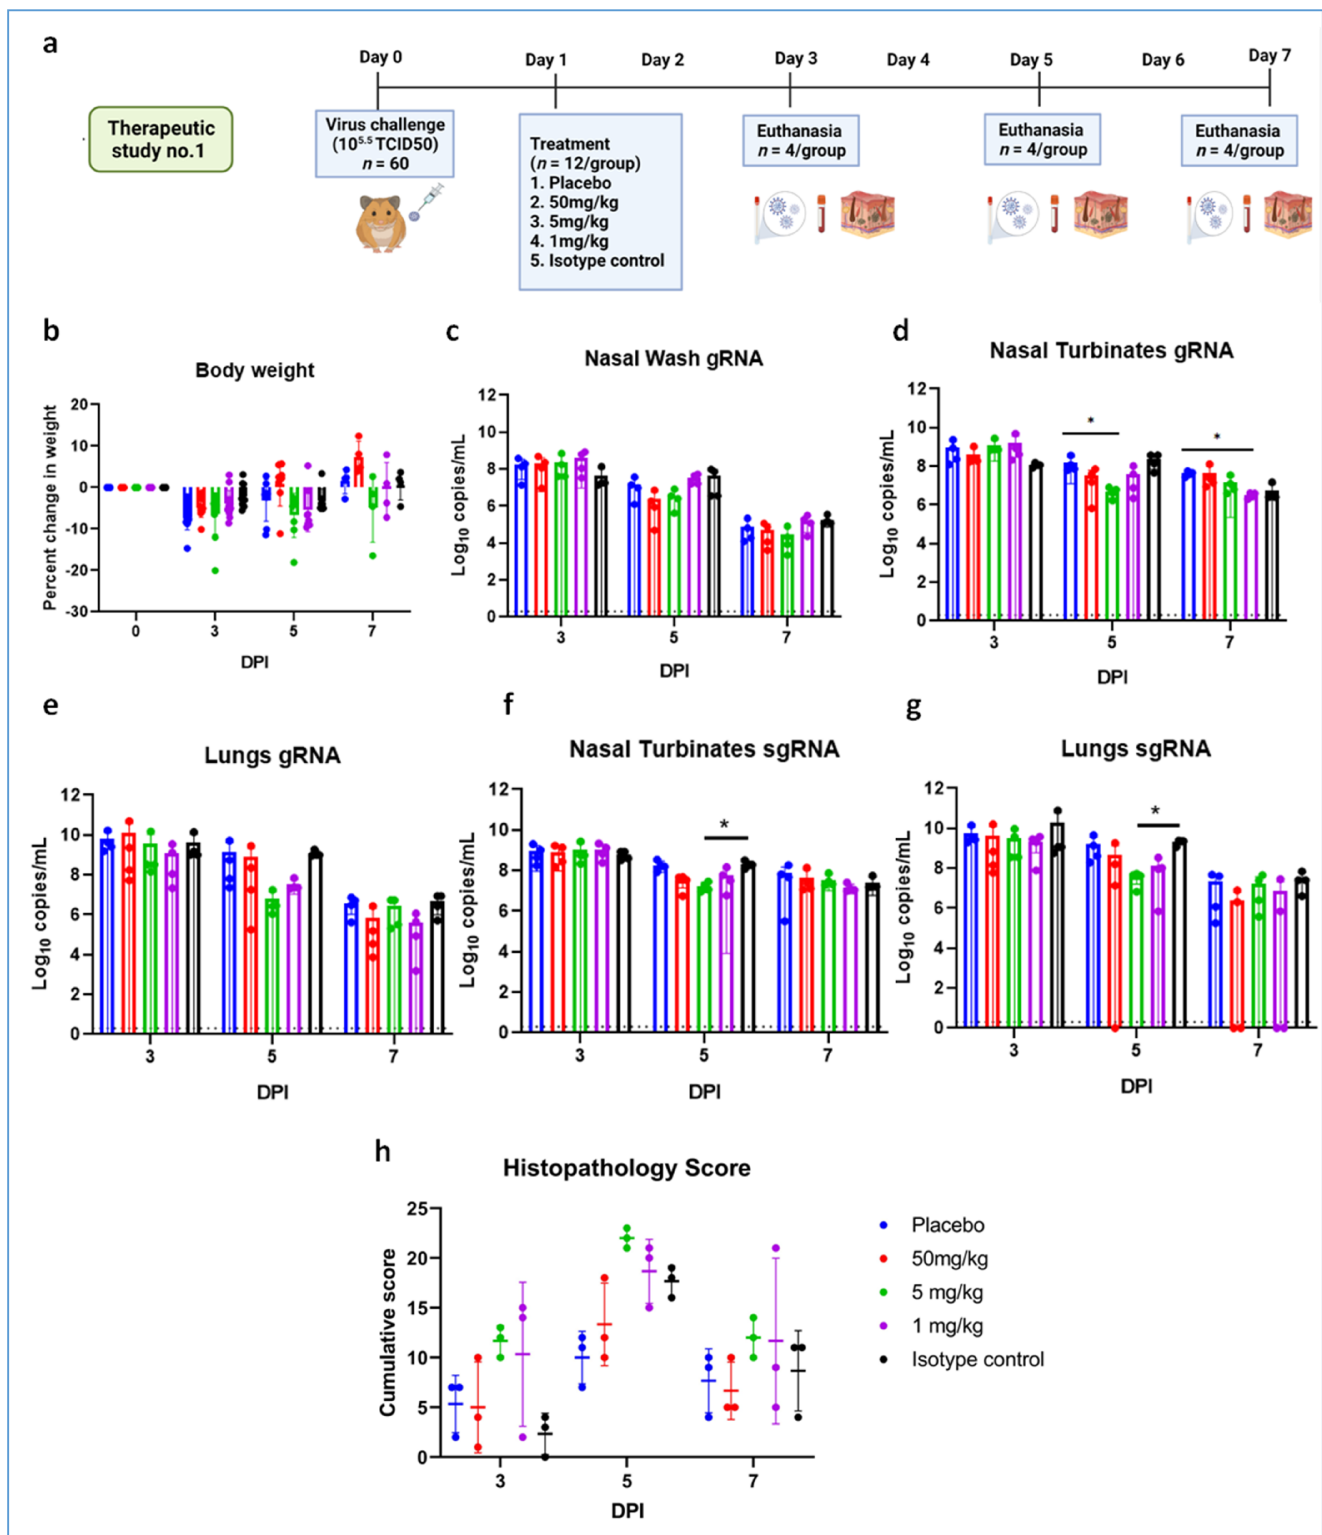 a
Day 0
Day 1
Day 2
Day 3
Day 4
Day 5
Day 6
Day 7
Therapeutic
study no.1
Virus challenge
(10^5.5 TCID50)
n = 60
Treatment
(n = 12/group)
1. Placebo
2. 50mg/kg
3. 5mg/kg
4. 1mg/kg
5. Isotype control
Euthanasia
n = 4/group
Euthanasia
n = 4/group
Euthanasia
n = 4/group
b
Body weight
Percent change in weight
20
10
0
-10
-20
-30
0 3 5 7
DPI
c
Nasal Wash gRNA
Log10 copies/mL
12
10
8
6
4
2
0
3 5 7
DPI
d
Nasal Turbinates gRNA
Log10 copies/mL
12
10
8
6
4
2
0
* *
3 5 7
DPI
e
Lungs gRNA
Log10 copies/mL
12
10
8
6
4
2
0
3 5 7
DPI
f
Nasal Turbinates sgRNA
Log10 copies/mL
12
10
8
6
4
2
0
*
3 5 7
DPI
g
Lungs sgRNA
Log10 copies/mL
12
10
8
6
4
2
0
*
3 5 7
DPI
h
Histopathology Score
Cumulative score
25
20
15
10
5
0
3 5 7
DPI
Placebo
50mg/kg
5 mg/kg
1 mg/kg
Isotype control